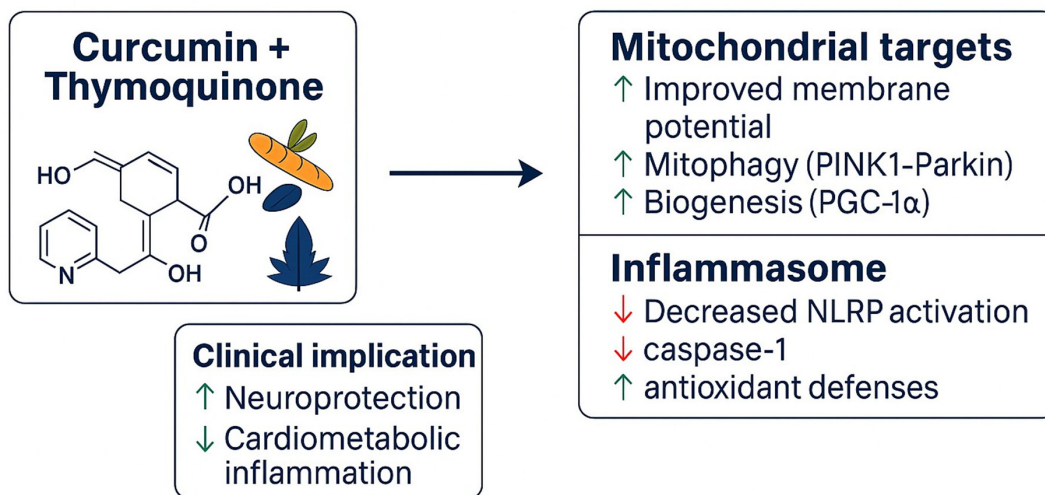 Curcumin +
Thymoquinone
HO
OH
O
N
OH
Mitochondrial targets
↑ Improved membrane
potential
↑ Mitophagy (PINK1-Parkin)
↑ Biogenesis (PGC-1α)
Inflammasome
↓ Decreased NLRP activation
↓ caspase-1
↑ antioxidant defenses
Clinical implication
↑ Neuroprotection
↓ Cardiometabolic
inflammation